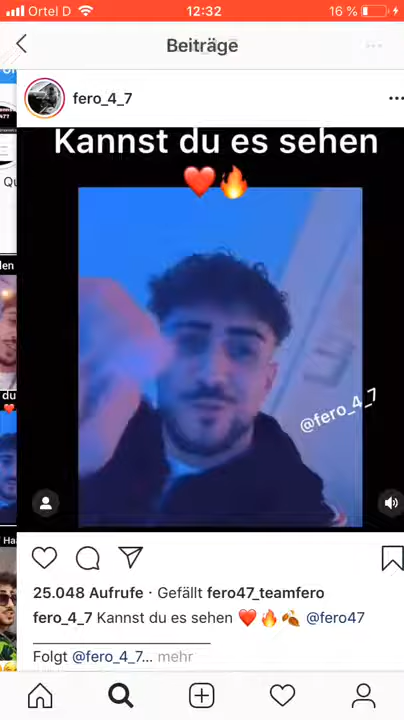 Ortel D 12:32 16 %
Beiträge
fero_4_7
Kannst du es sehen
❤️🔥
@fero_4_7
25.048 Aufrufe · Gefällt fero47_teamfero
fero_4_7 Kannst du es sehen ❤️🔥🍂 @fero47
Folgt @fero_4_7... mehr